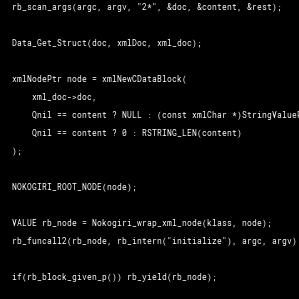 rb_scan_args(argc, argv, "2*", &doc, &content, &rest);
Data_Get_Struct(doc, xmlDoc, xml_doc);
xmlNodePtr node = xmlNewCDataBlock(
xml_doc->doc,
Qnil == content ? NULL : (const xmlChar *)StringValueP
Qnil == content ? 0 : RSTRING_LEN(content)
);
NOKOGIRI_ROOT_NODE(node);
VALUE rb_node = Nokogiri_wrap_xml_node(klass, node);
rb_funcall2(rb_node, rb_intern("initialize"), argc, argv)
if(rb_block_given_p()) rb_yield(rb_node);